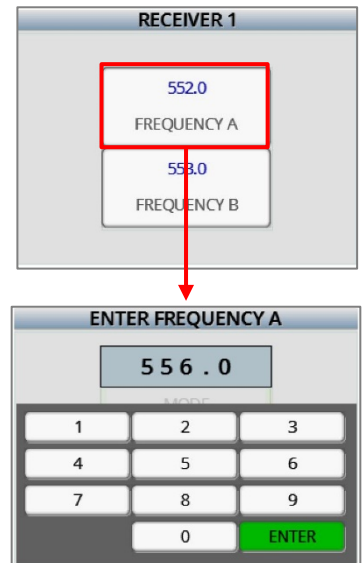 RECEIVER 1
552.0
FREQUENCY A
553.0
FREQUENCY B
ENTER FREQUENCY A
556.0
MODE
1 2 3
4 5 6
7 8 9
0 ENTER